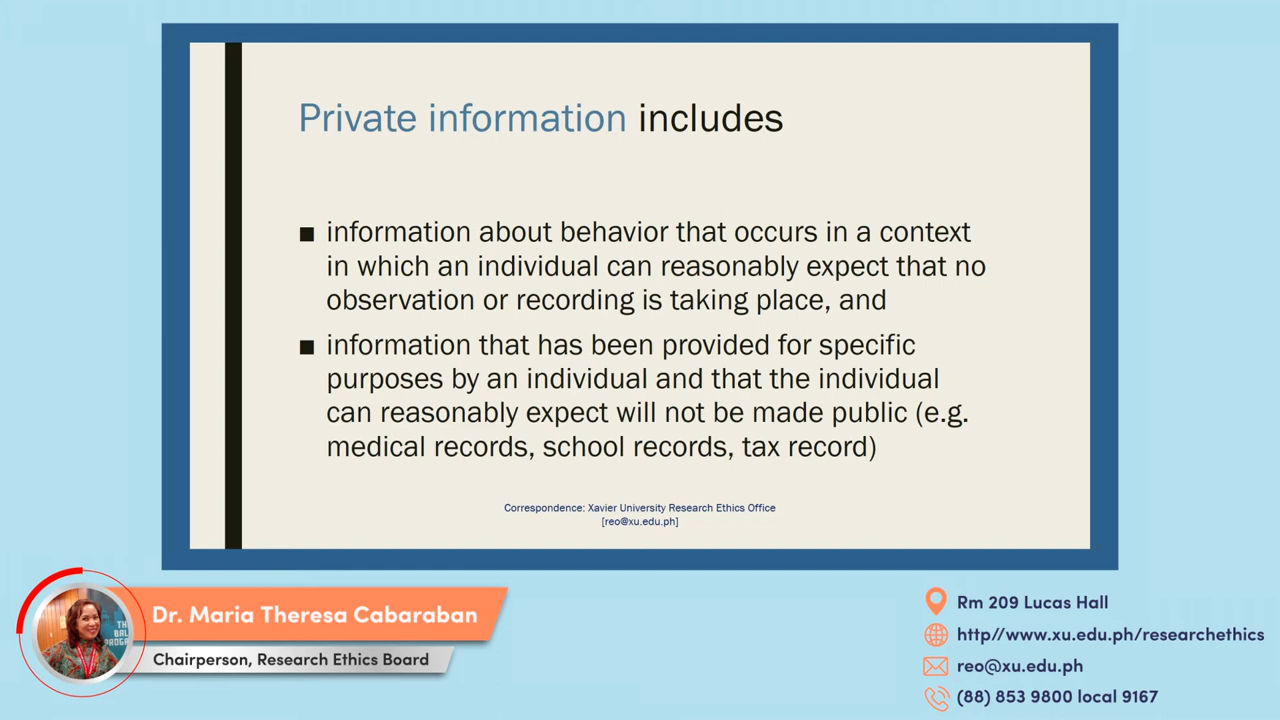 Private information includes
■ information about behavior that occurs in a context
in which an individual can reasonably expect that no
observation or recording is taking place, and
■ information that has been provided for specific
purposes by an individual and that the individual
can reasonably expect will not be made public (e.g.
medical records, school records, tax record)
Correspondence: Xavier University Research Ethics Office
[reo@xu.edu.ph]
Dr. Maria Theresa Cabaraban
Chairperson, Research Ethics Board
Rm 209 Lucas Hall
http//www.xu.edu.ph/researchethics
reo@xu.edu.ph
(88) 853 9800 local 9167